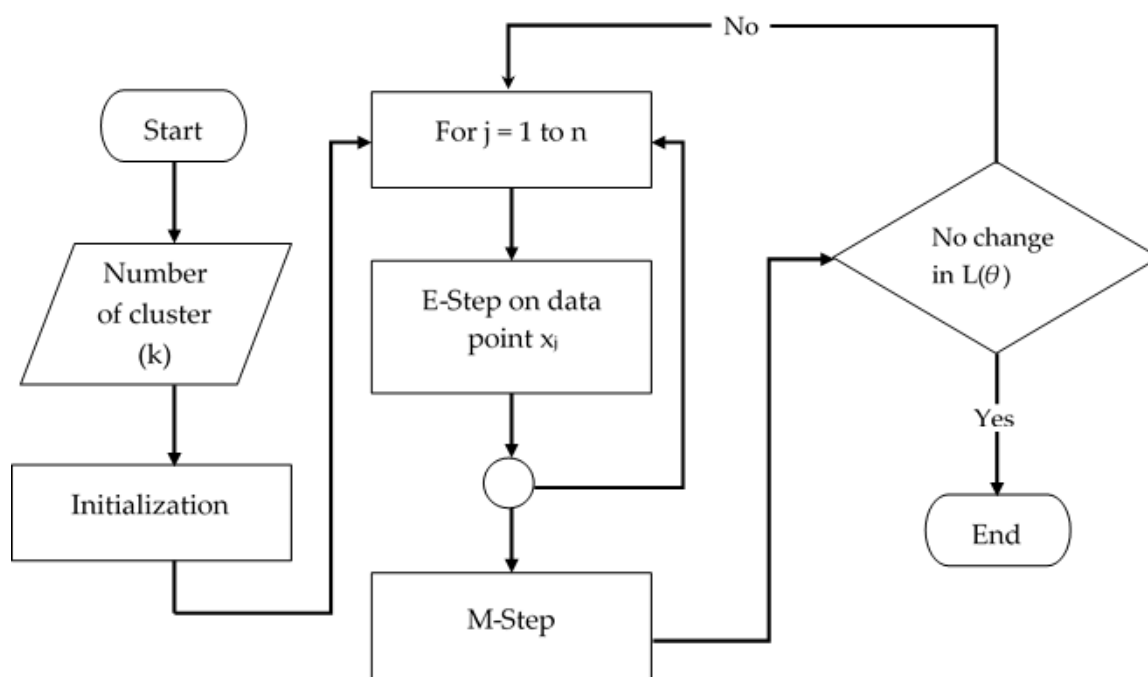 Start
Number
of cluster
(k)
Initialization
For j = 1 to n
E-Step on data
point xⱼ
M-Step
No
No change
in L(θ)
Yes
End